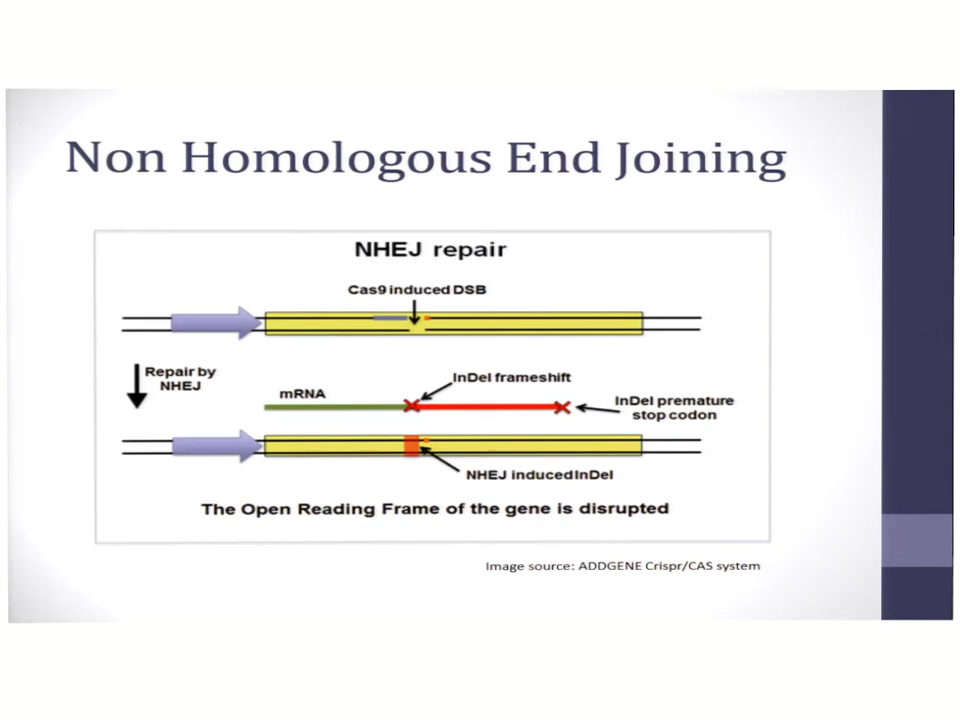 Non Homologous End Joining
NHEJ repair
Cas9 induced DSB
Repair by
NHEJ
mRNA
InDel frameshift
InDel premature
stop codon
NHEJ induced InDel
The Open Reading Frame of the gene is disrupted
Image source: ADDGENE Crispr/CAS system